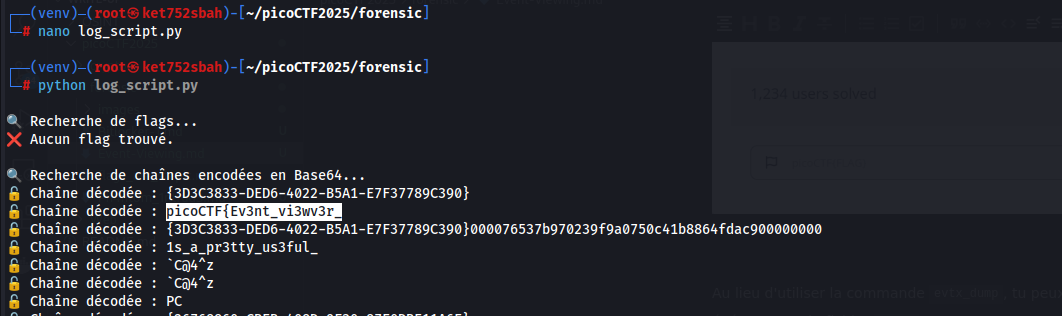 (venv)-(root㉿ket752sbah)-[~/picoCTF2025/forensic]
# nano log_script.py
(venv)-(root㉿ket752sbah)-[~/picoCTF2025/forensic]
# python log_script.py
1,234 users solved
🔍 Recherche de flags...
❌ Aucun flag trouvé.
🔍 Recherche de chaînes encodées en Base64...
🔓 Chaîne décodée : {3D3C3833-DED6-4022-B5A1-E7F37789C390}
🔓 Chaîne décodée : picoCTF{Ev3nt_vi3wv3r_
🔓 Chaîne décodée : {3D3C3833-DED6-4022-B5A1-E7F37789C390}000076537b970239f9a0750c41b8864fdac900000000
🔓 Chaîne décodée : 1s_a_pr3tty_us3ful_
🔓 Chaîne décodée : `C@4^z
🔓 Chaîne décodée : `C@4^z
🔓 Chaîne décodée : PC
Au lieu d'utiliser la commande evtx_dump, tu peu